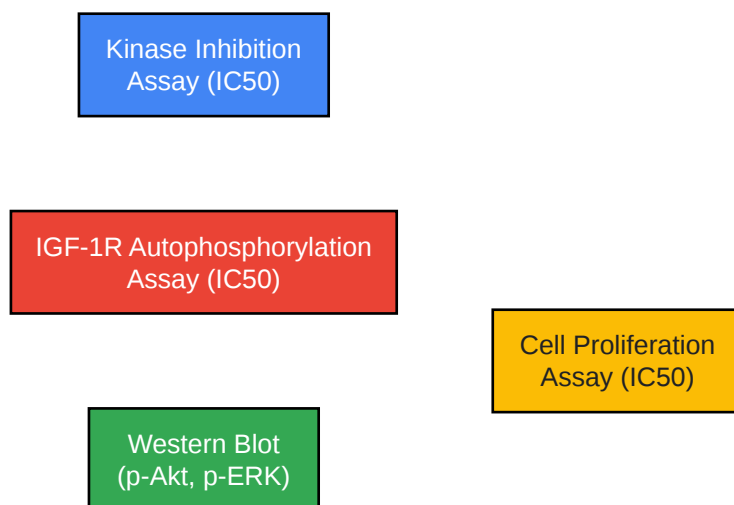 Kinase Inhibition
Assay (IC50)
IGF-1R Autophosphorylation
Assay (IC50)
Cell Proliferation
Assay (IC50)
Western Blot
(p-Akt, p-ERK)